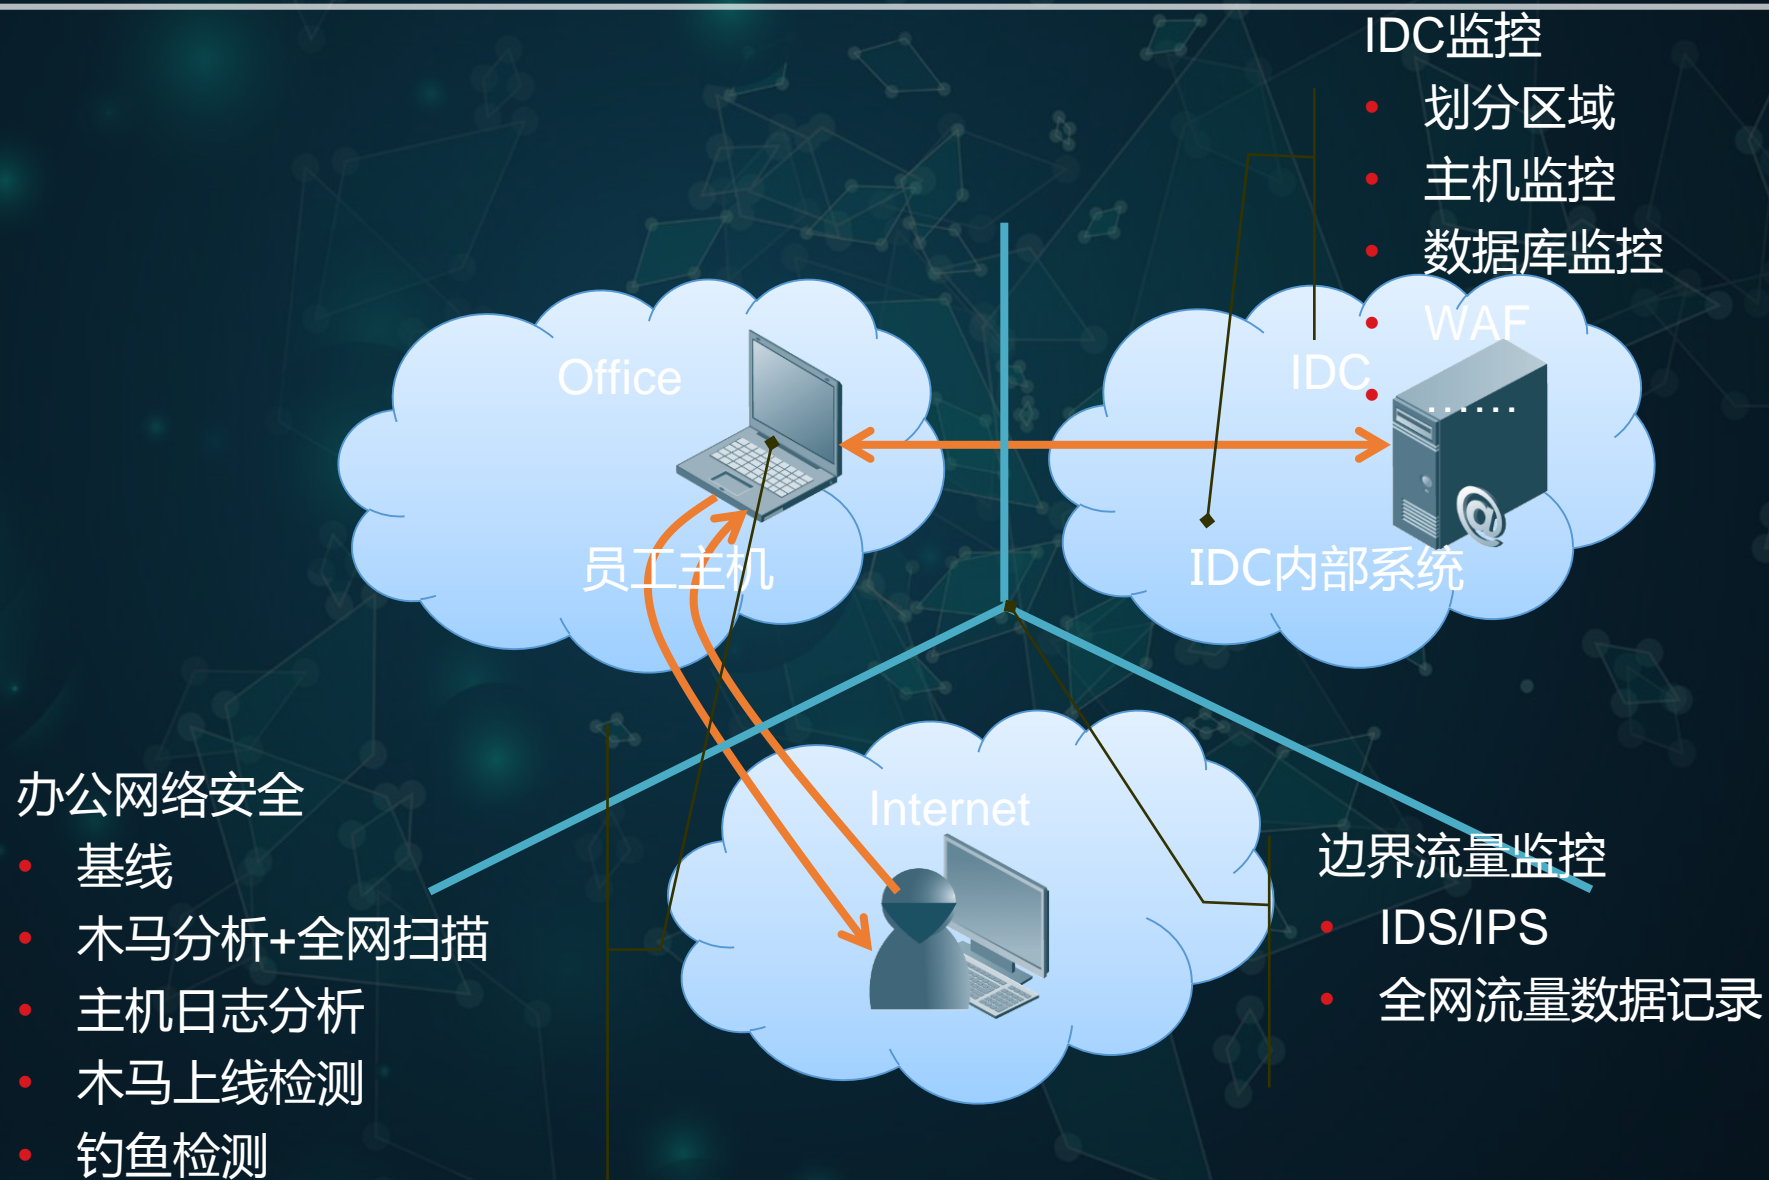 IDC监控
• 划分区域
• 主机监控
• 数据库监控
• WAF
• ......
Office
IDC
员工主机
IDC内部系统
Internet
办公网络安全
• 基线
• 木马分析+全网扫描
• 主机日志分析
• 木马上线检测
• 钓鱼检测
边界流量监控
• IDS/IPS
• 全网流量数据记录